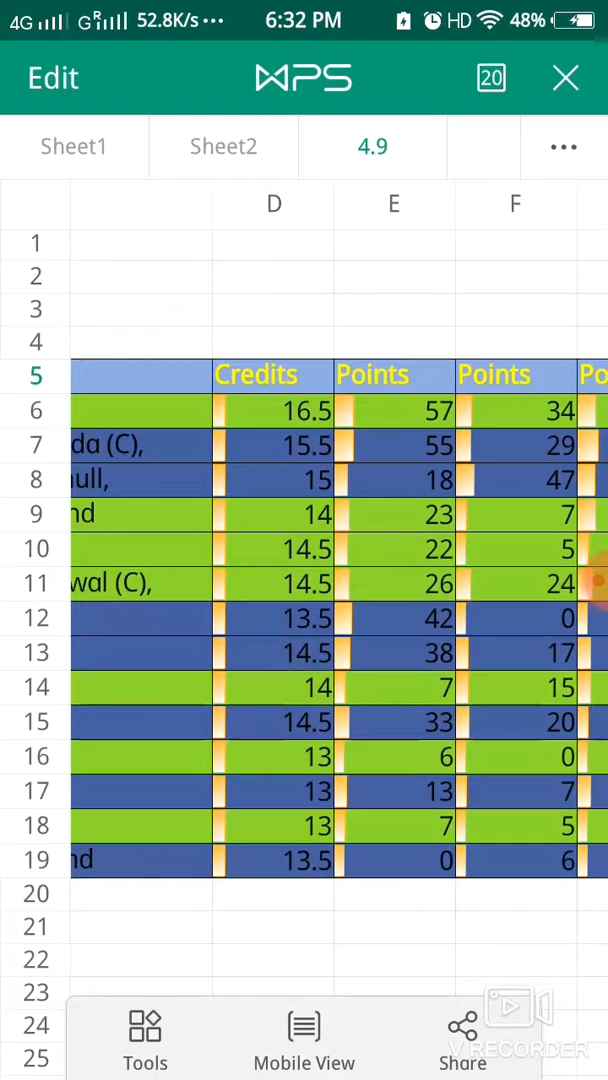 4G G R 52.8K/s ••• 6:32 PM HD 48%
Edit WPS 20
Sheet1 Sheet2 4.9 •••
D E F
1
2
3
4
5 Credits Points Points Po
6 16.5 57 34
7 da (C), 15.5 55 29
8 ull, 15 18 47
9 nd 14 23 7
10 14.5 22 5
11 wal (C), 14.5 26 24
12 13.5 42 0
13 14.5 38 17
14 14 7 15
15 14.5 33 20
16 13 6 0
17 13 13 7
18 13 7 5
19 nd 13.5 0 6
20
21
22
23
24
25
Tools Mobile View Share
V RECORDER